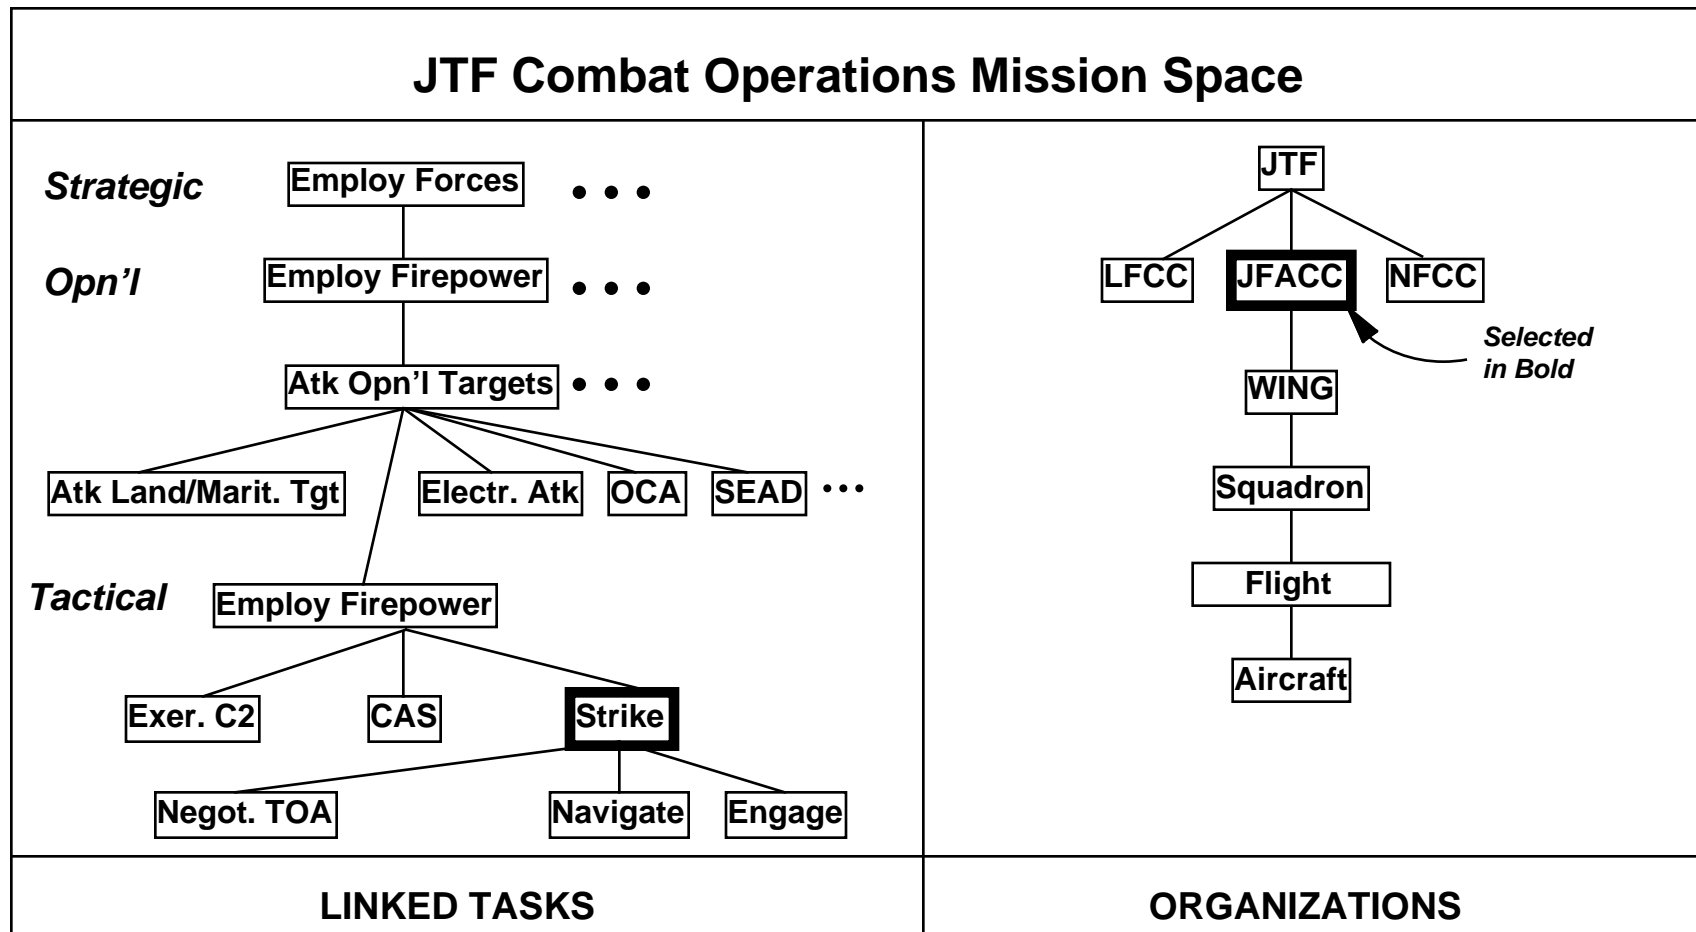 JTF Combat Operations Mission Space
Strategic
Employ Forces
• • •
Opn'l
Employ Firepower
• • •
Atk Opn'l Targets
• • •
Atk Land/Marit. Tgt
Electr. Atk
OCA
SEAD
•••
Tactical
Employ Firepower
Exer. C2
CAS
Strike
Negot. TOA
Navigate
Engage
LINKED TASKS
JTF
LFCC
JFACC
NFCC
Selected
in Bold
WING
Squadron
Flight
Aircraft
ORGANIZATIONS